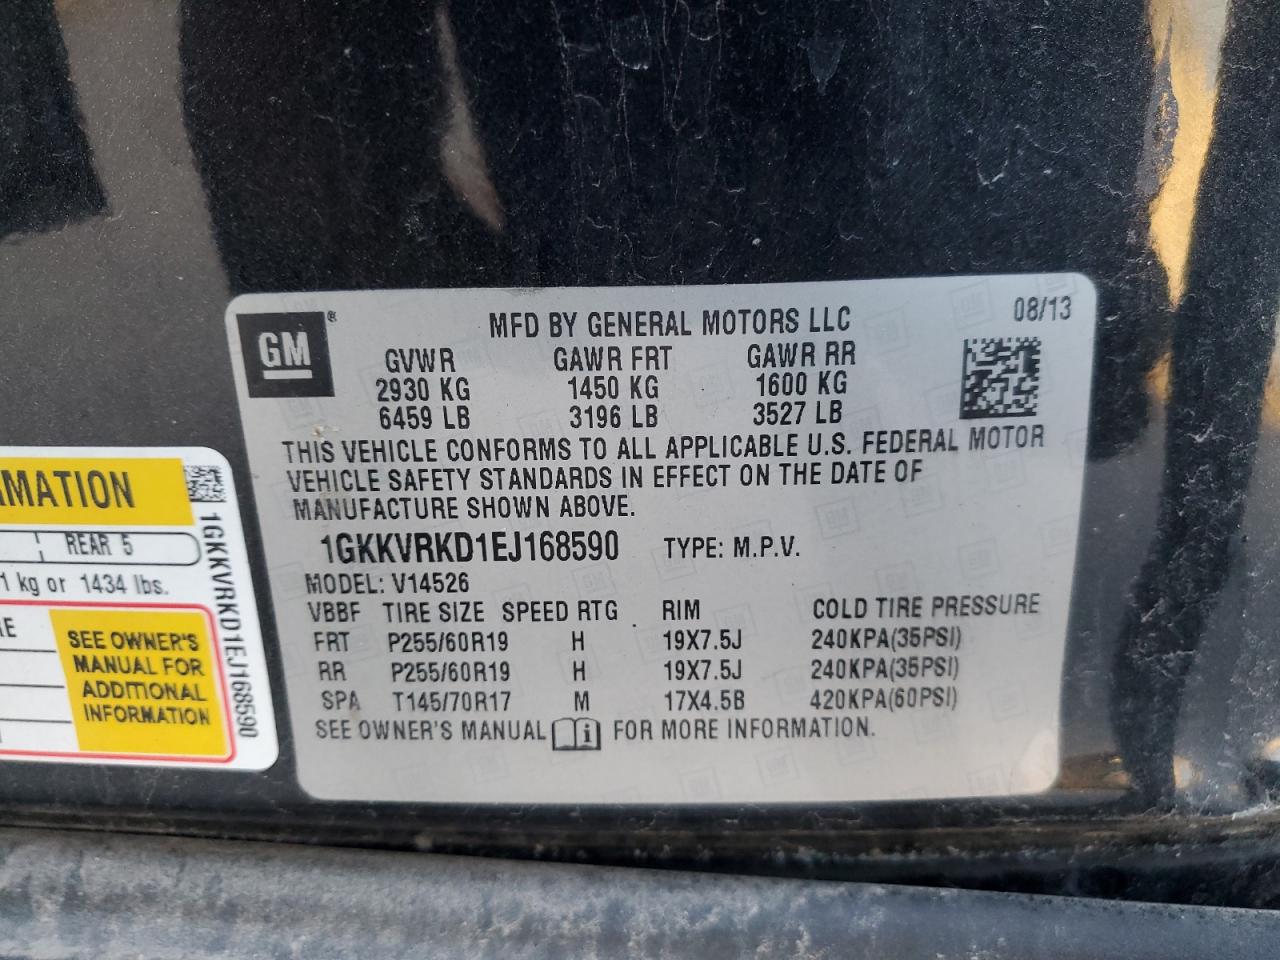 GM®
MFD BY GENERAL MOTORS LLC
08/13
GVWR GAWR FRT GAWR RR
2930 KG 1450 KG 1600 KG
6459 LB 3196 LB 3527 LB
THIS VEHICLE CONFORMS TO ALL APPLICABLE U.S. FEDERAL MOTOR
VEHICLE SAFETY STANDARDS IN EFFECT ON THE DATE OF
MANUFACTURE SHOWN ABOVE.
1GKKVRKD1EJ168590 TYPE: M.P.V.
MODEL: V14526
VBBF TIRE SIZE SPEED RTG RIM COLD TIRE PRESSURE
FRT P255/60R19 H 19X7.5J 240KPA(35PSI)
RR P255/60R19 H 19X7.5J 240KPA(35PSI)
SPA T145/70R17 M 17X4.5B 420KPA(60PSI)
SEE OWNER'S MANUAL i FOR MORE INFORMATION.
MATION
REAR 5
1 kg or 1434 lbs.
SEE OWNER'S
MANUAL FOR
ADDITIONAL
INFORMATION
1GKKVRKD1EJ168590